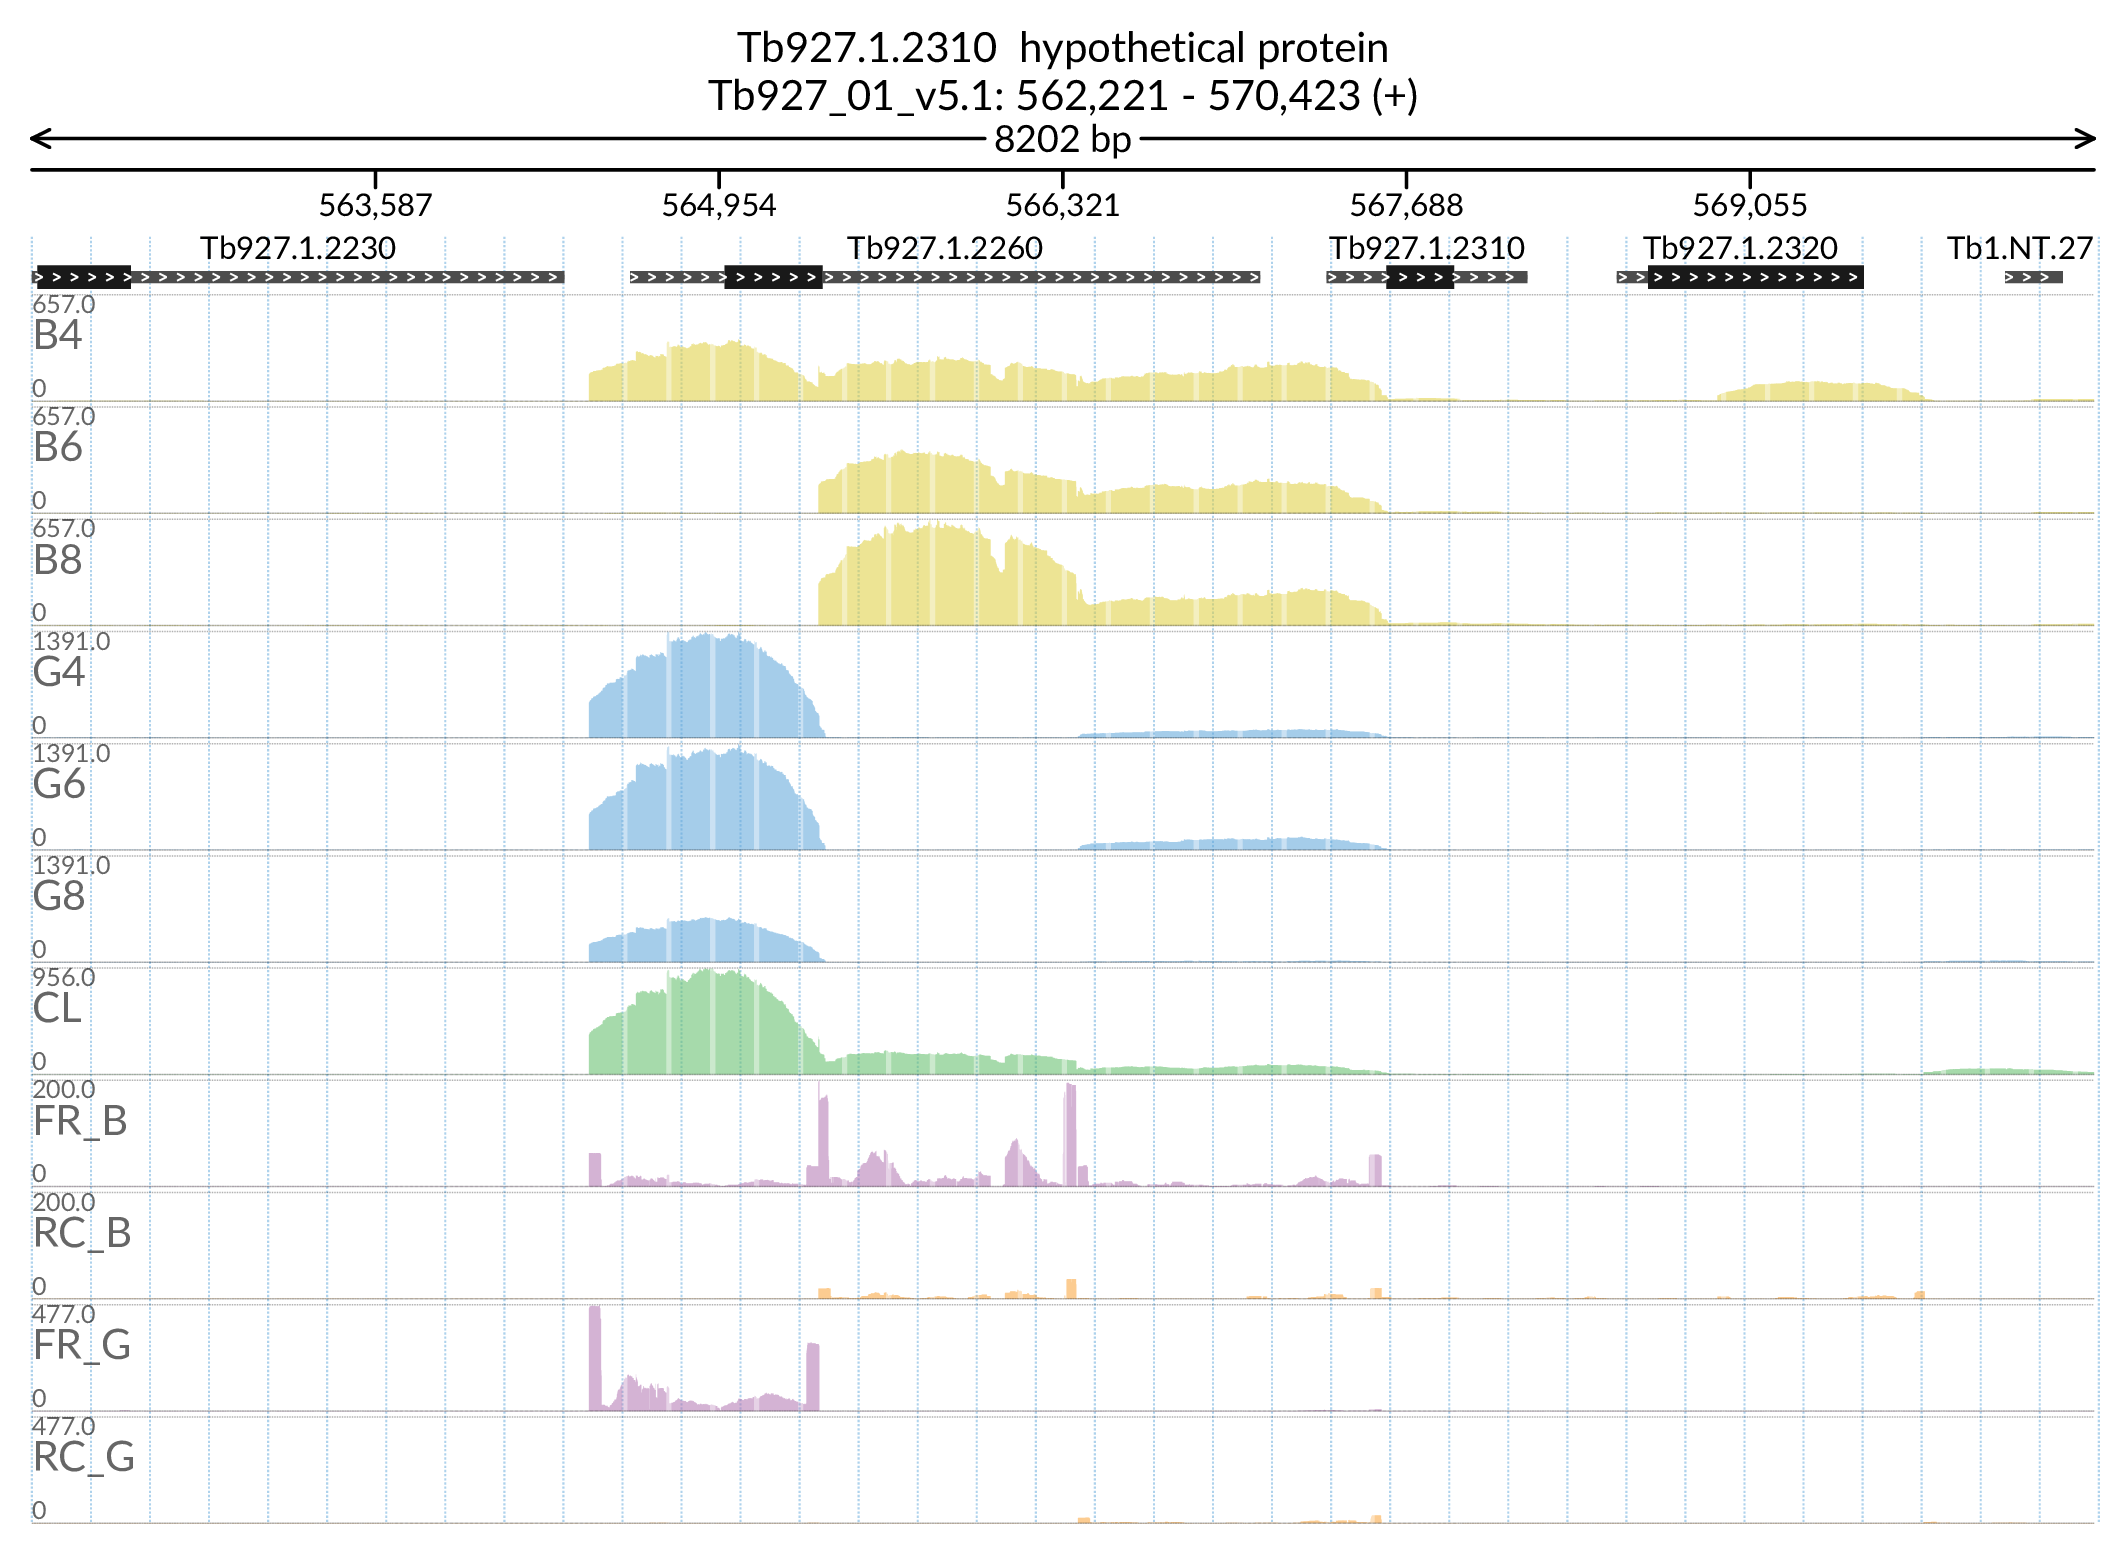 Tb927.1.2310  hypothetical protein
Tb927_01_v5.1: 562,221 - 570,423 (+)
8202 bp
563,587 564,954 566,321 567,688 569,055
Tb927.1.2230 Tb927.1.2260 Tb927.1.2310 Tb927.1.2320 Tb1.NT.27
657.0
B4
0
657.0
B6
0
657.0
B8
0
1391.0
G4
0
1391.0
G6
0
1391.0
G8
0
956.0
CL
0
200.0
FR_B
0
200.0
RC_B
0
477.0
FR_G
0
477.0
RC_G
0